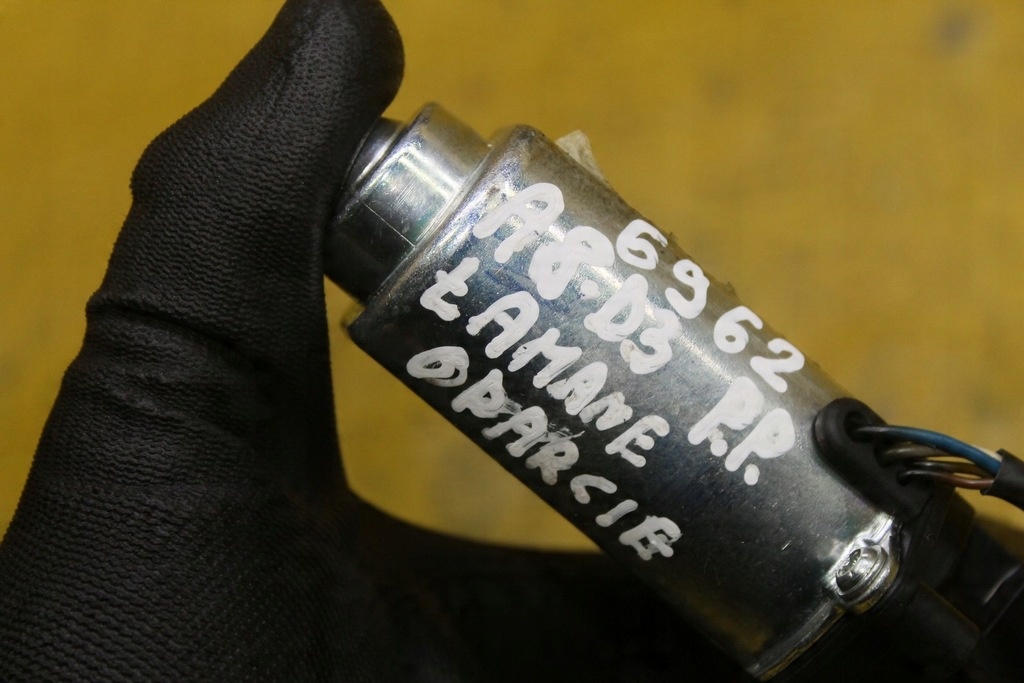 6962
A8.D3 P.P.
ŁAMANE
OPARCIE